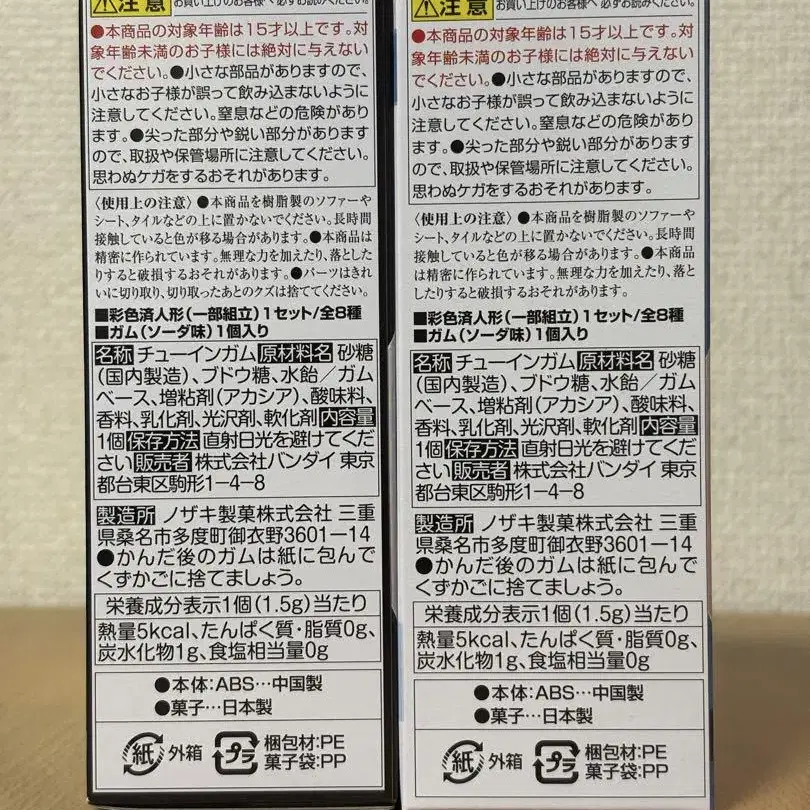 ⚠注意 お買い上げのお客様へ 必ずお読みください。
●本商品の対象年齢は15才以上です。対
象年齢未満のお子様には絶対に与えない
でください。●小さな部品がありますので、
小さなお子様が誤って飲み込まないように
注意してください。窒息などの危険があり
ます。●尖った部分や鋭い部分があります
ので、取扱や保管場所に注意してください。
思わぬケガをするおそれがあります。
〈使用上の注意〉●本商品を樹脂製のソファーや
シート、タイルなどの上に置かないでください。長時間
接触していると色が移る場合があります。●本商品は
精密に作られています。無理な力を加えたり、落とし
たりすると破損するおそれがあります。●パーツはきれ
いに切り取り、切り取ったあとのクズは捨ててください。
■彩色済人形(一部組立)1セット/全8種
■ガム(ソーダ味)1個入り
名称 チューインガム 原材料名 砂糖
(国内製造)、ブドウ糖、水飴/ガム
ベース、増粘剤(アカシア)、酸味料、
香料、乳化剤、光沢剤、軟化剤 内容量
1個 保存方法 直射日光を避けてくだ
さい 販売者 株式会社バンダイ 東京
都台東区駒形1-4-8
製造所 ノザキ製菓株式会社 三重
県桑名市多度町御衣野3601-14
●かんだ後のガムは紙に包んで
くずかごに捨てましょう。
栄養成分表示1個(1.5g)当たり
熱量5kcal、たんぱく質・脂質0g、
炭水化物1g、食塩相当量0g
●本体:ABS…中国製
●菓子…日本製
紙 外箱 プラ 梱包材:PE
菓子袋:PP
⚠注意 お買い上げのお客様へ 必ずお読みください。
●本商品の対象年齢は15才以上です。対
象年齢未満のお子様には絶対に与えない
でください。●小さな部品がありますので、
小さなお子様が誤って飲み込まないように
注意してください。窒息などの危険があり
ます。●尖った部分や鋭い部分があります
ので、取扱や保管場所に注意してください。
思わぬケガをするおそれがあります。
〈使用上の注意〉●本商品を樹脂製のソファーや
シート、タイルなどの上に置かないでください。長時間
接触していると色が移る場合があります。●本商品
は精密に作られています。無理な力を加えたり、落と
したりすると破損するおそれがあります。
■彩色済人形(一部組立)1セット/全8種
■ガム(ソーダ味)1個入り
名称 チューインガム 原材料名 砂糖
(国内製造)、ブドウ糖、水飴/ガム
ベース、増粘剤(アカシア)、酸味料、
香料、乳化剤、光沢剤、軟化剤 内容量
1個 保存方法 直射日光を避けてくだ
さい 販売者 株式会社バンダイ 東京
都台東区駒形1-4-8
製造所 ノザキ製菓株式会社 三重
県桑名市多度町御衣野3601-14
●かんだ後のガムは紙に包んで
くずかごに捨てましょう。
栄養成分表示1個(1.5g)当たり
熱量5kcal、たんぱく質・脂質0g、
炭水化物1g、食塩相当量0g
●本体:ABS…中国製
●菓子…日本製
紙 外箱 プラ 梱包材:PE
菓子袋:PP